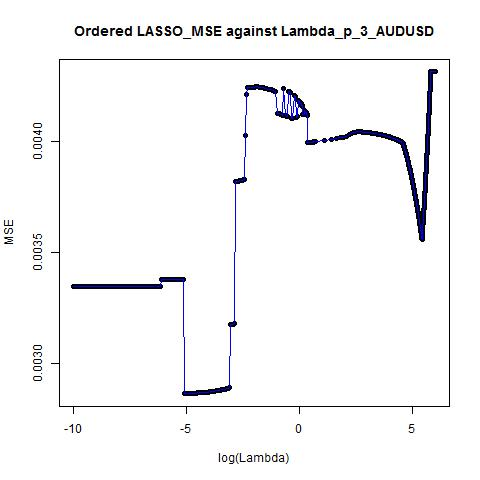 Ordered LASSO_MSE against Lambda_p_3_AUDUSD
MSE
0.0040
0.0035
0.0030
-10 -5 0 5
log(Lambda)